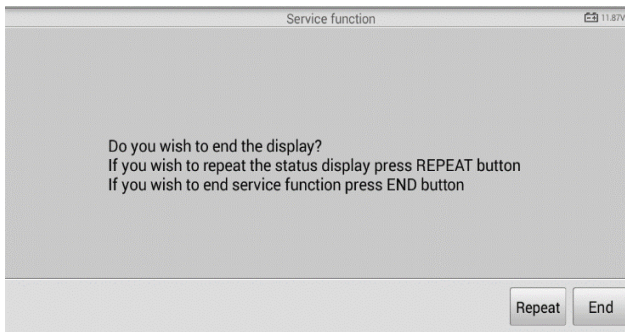 Service function
11.87V
Do you wish to end the display?
If you wish to repeat the status display press REPEAT button
If you wish to end service function press END button
Repeat
End